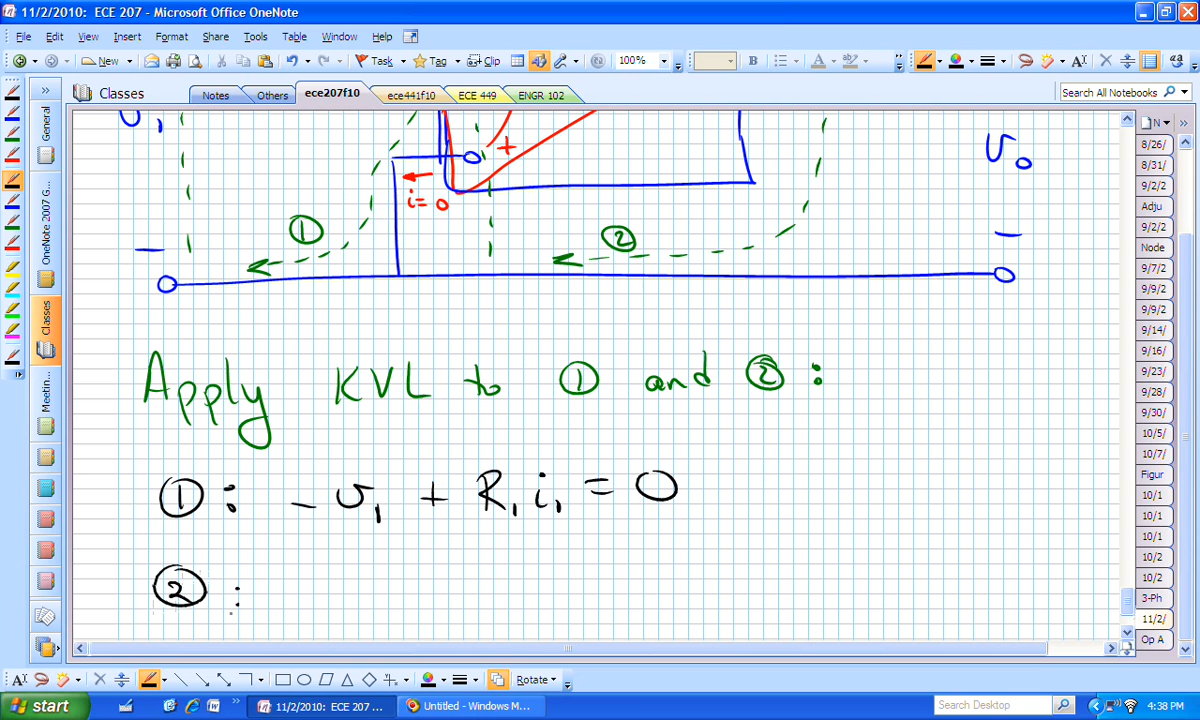 11/2/2010: ECE 207 - Microsoft Office OneNote
File Edit View Insert Format Share Tools Table Window Help
New Task Tag Clip 100% B A ab
Classes Notes Others ece207f10 ece441f10 ECE 449 ENGR 102 Search All Notebooks
General
OneNote 2007 G...
Classes
Meetin...
N
8/26/
8/31/
9/2/2
Adju
9/2/2
Node
9/7/2
9/9/2
9/9/2
9/14/
9/16/
9/23/
9/28/
9/30/
10/5/
10/7/
Figur
10/1
10/1
10/1
10/2
10/2
3-Ph
11/2/
Op A
υ₁
+
i = 0
υ₀
① ②
− −
Apply KVL to ① and ② :
① : - υ₁ + R₁ i₁ = 0
② :
Rotate
start 11/2/2010: ECE 207 ... Untitled - Windows M... Search Desktop 4:38 PM